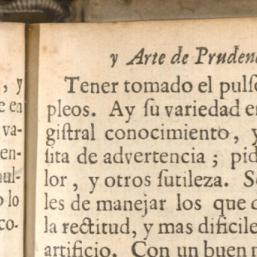 , y
e en
va-
en-
nul-
o lo
co-
y Arte de Pruden
Tener tomado el pulſo
pleos. Ay ſu variedad e
giſtral conocimiento, y
ſita de advertencia; pid
lor, y otros ſutileza. S
les de manejar los que d
la rectitud, y mas dificile
artificio. Con un buen n